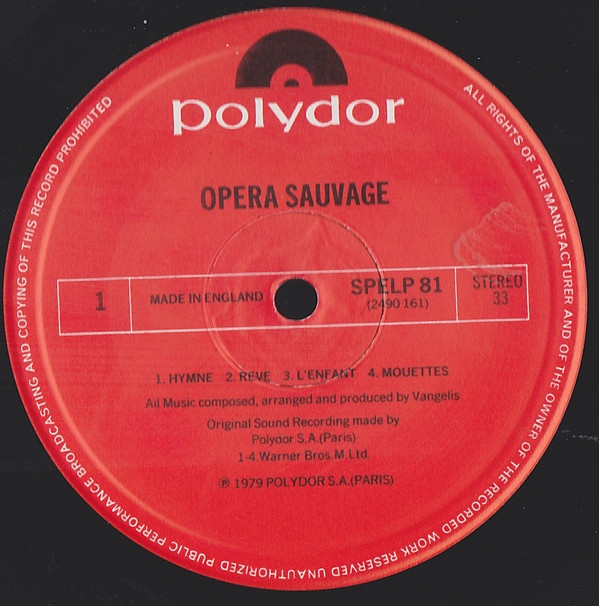 polydor
OPERA SAUVAGE
1
MADE IN ENGLAND
SPELP 81
(2490 161)
STEREO
33
1. HYMNE 2. REVE 3. L'ENFANT 4. MOUETTES
All Music composed, arranged and produced by Vangelis
Original Sound Recording made by
Polydor S.A.(Paris)
1-4 Warner Bros. M.Ltd.
℗ 1979 POLYDOR S.A.(PARIS)
ALL RIGHTS OF THE MANUFACTURER AND OF THE OWNER OF THE RECORDED WORK RESERVED UNAUTHORIZED PUBLIC PERFORMANCE BROADCASTING AND COPYING OF THIS RECORD PROHIBITED